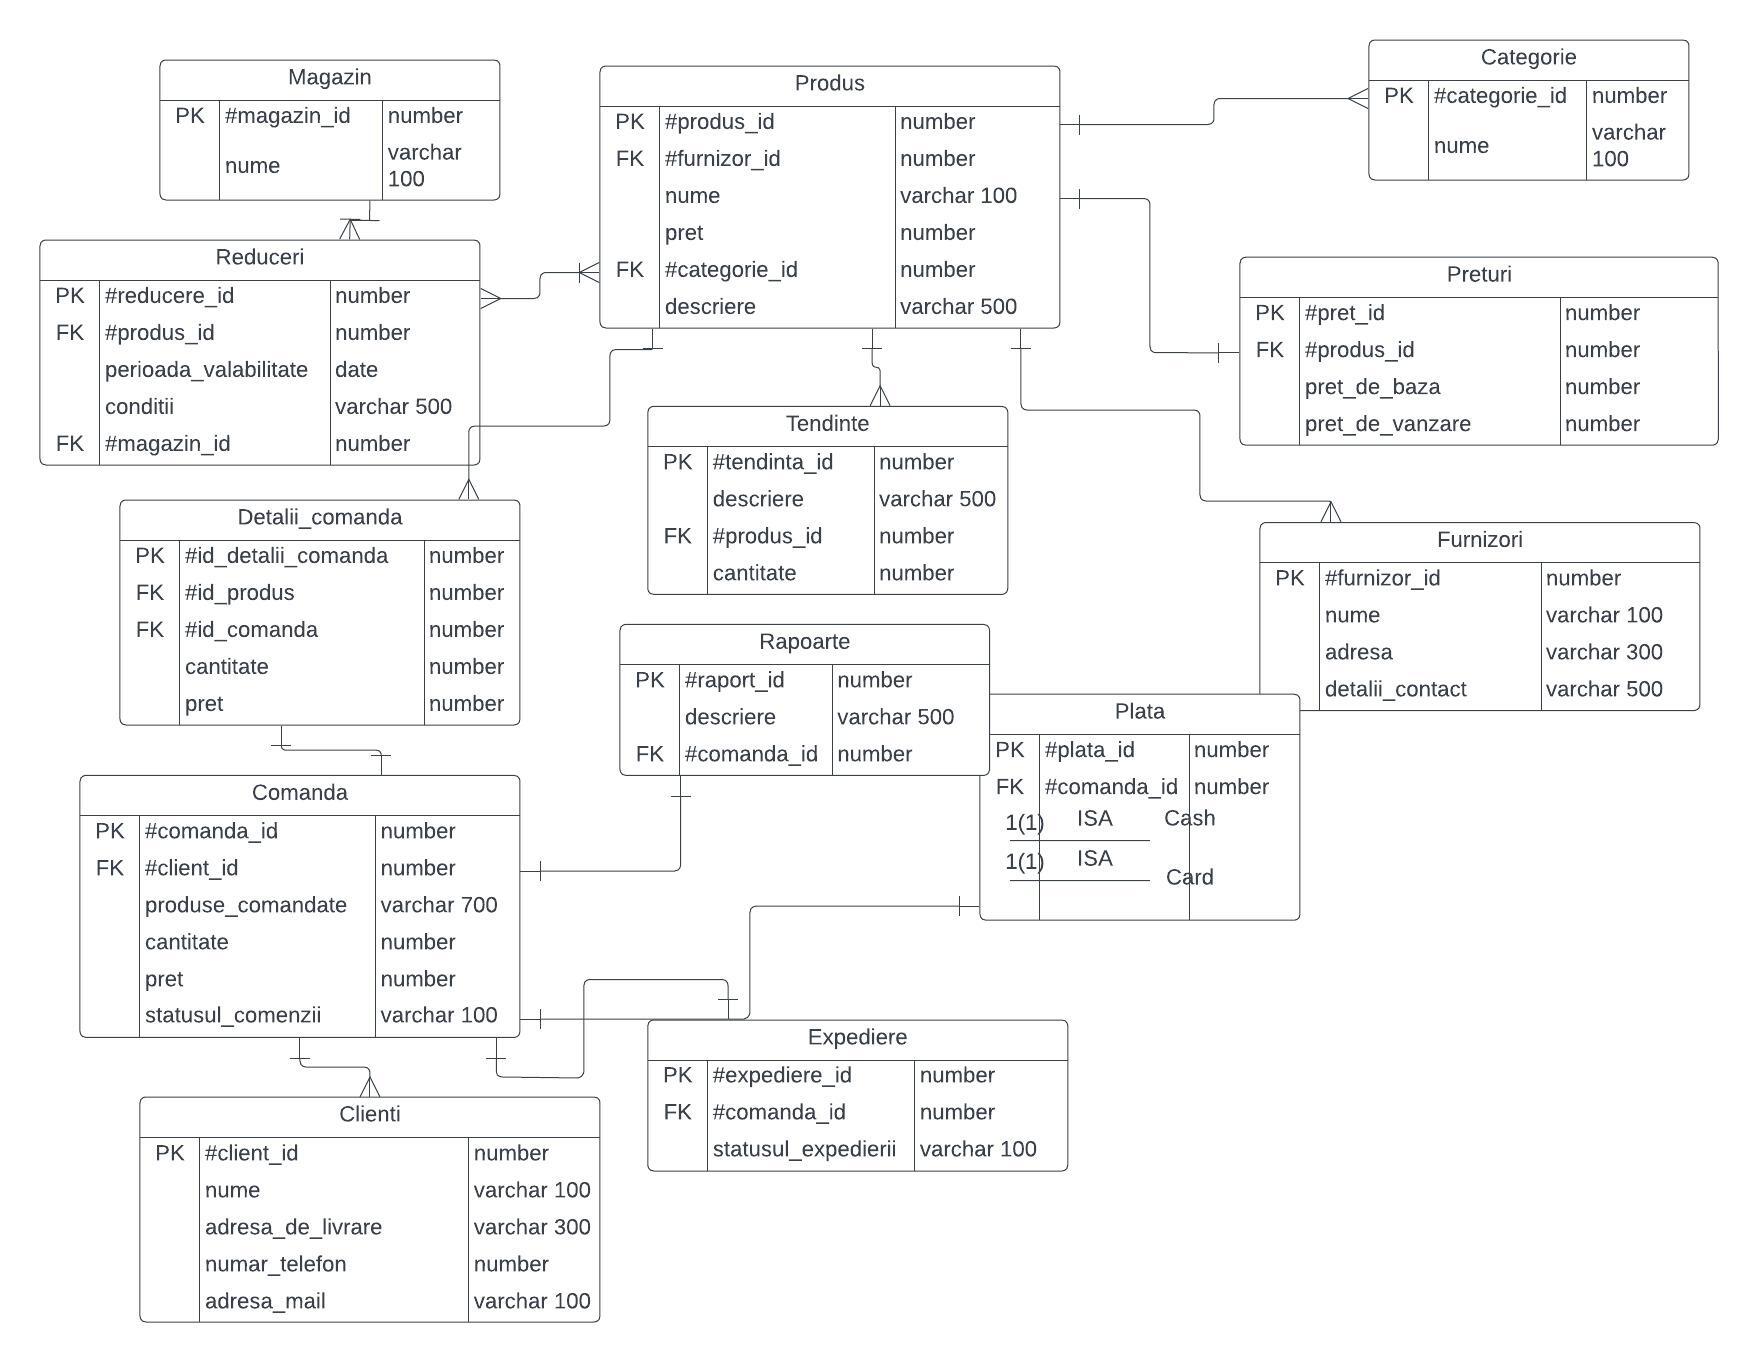 Magazin
PK #magazin_id number
nume varchar
100
Produs
PK #produs_id number
FK #furnizor_id number
nume varchar 100
pret number
FK #categorie_id number
descriere varchar 500
Categorie
PK #categorie_id number
nume varchar
100
Reduceri
PK #reducere_id number
FK #produs_id number
perioada_valabilitate date
conditii varchar 500
FK #magazin_id number
Preturi
PK #pret_id number
FK #produs_id number
pret_de_baza number
pret_de_vanzare number
Tendinte
PK #tendinta_id number
descriere varchar 500
FK #produs_id number
cantitate number
Detalii_comanda
PK #id_detalii_comanda number
FK #id_produs number
FK #id_comanda number
cantitate number
pret number
Furnizori
PK #furnizor_id number
nume varchar 100
adresa varchar 300
detalii_contact varchar 500
Rapoarte
PK #raport_id number
descriere varchar 500
FK #comanda_id number
Plata
PK #plata_id number
FK #comanda_id number
1(1) ISA Cash
1(1) ISA Card
Comanda
PK #comanda_id number
FK #client_id number
produse_comandate varchar 700
cantitate number
pret number
statusul_comenzii varchar 100
Expediere
PK #expediere_id number
FK #comanda_id number
statusul_expedierii varchar 100
Clienti
PK #client_id number
nume varchar 100
adresa_de_livrare varchar 300
numar_telefon number
adresa_mail varchar 100